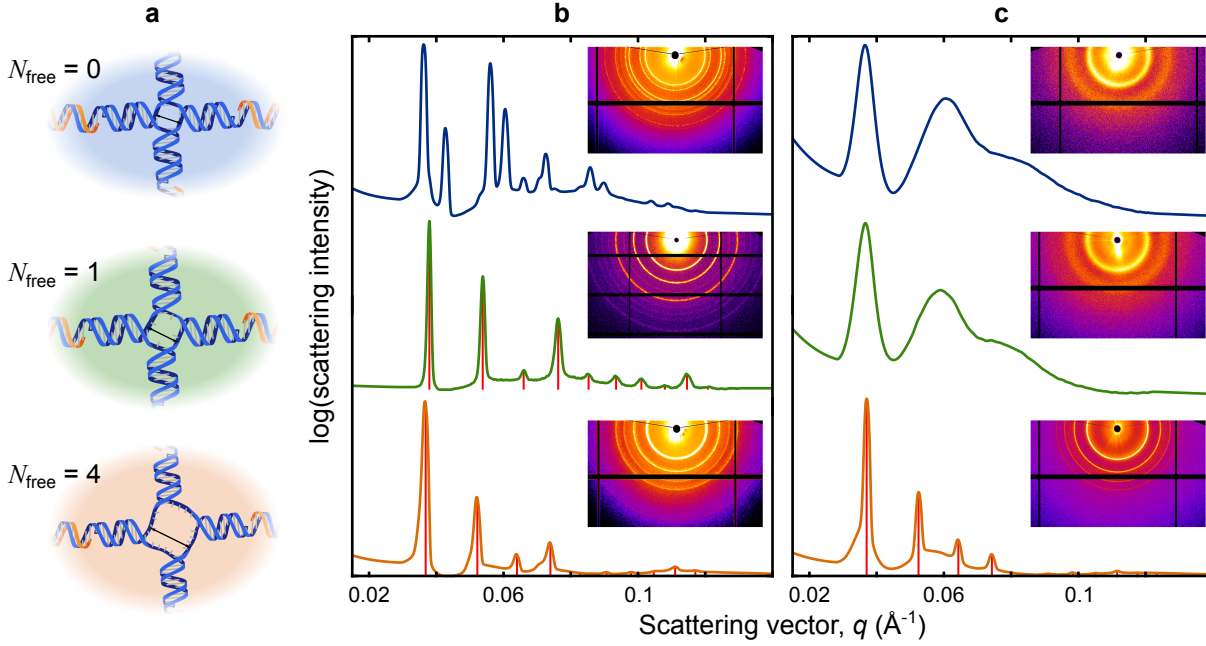 a
b
c
N_free = 0
N_free = 1
N_free = 4
log(scattering intensity)
0.02 0.06 0.1
0.02 0.06 0.1
Scattering vector, q (Å⁻¹)